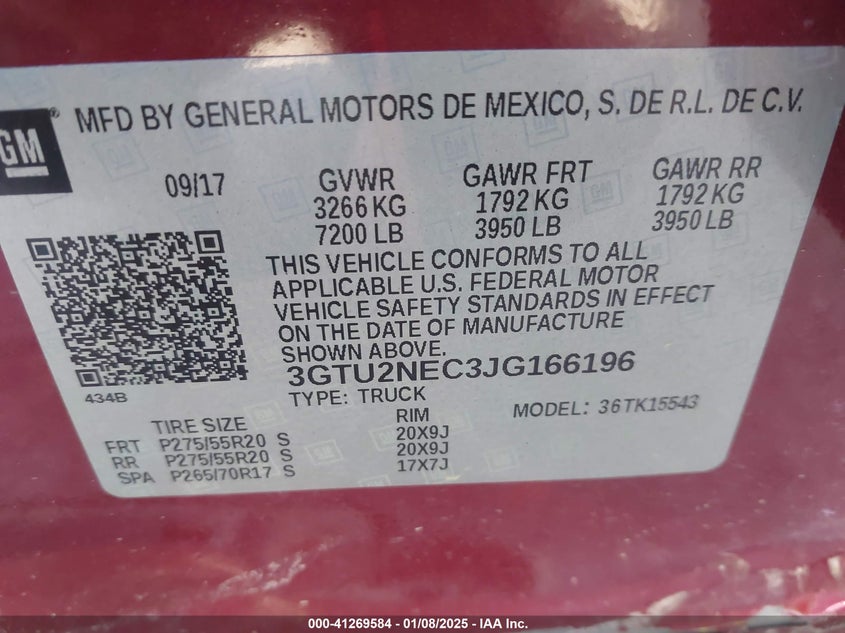 GM®
MFD BY GENERAL MOTORS DE MEXICO, S. DE R.L. DE C.V.
09/17 GVWR GAWR FRT GAWR RR
3266 KG 1792 KG 1792 KG
7200 LB 3950 LB 3950 LB
THIS VEHICLE CONFORMS TO ALL
APPLICABLE U.S. FEDERAL MOTOR
VEHICLE SAFETY STANDARDS IN EFFECT
ON THE DATE OF MANUFACTURE
SHOWN ABOVE.
3GTU2NEC3JG166196
434B
TYPE: TRUCK MODEL: 36TK15543
TIRE SIZE RIM
FRT P275/55R20 S 20X9J
RR P275/55R20 S 20X9J
SPA P265/70R17 S 17X7J
000-41269584 - 01/08/2025 - IAA Inc.